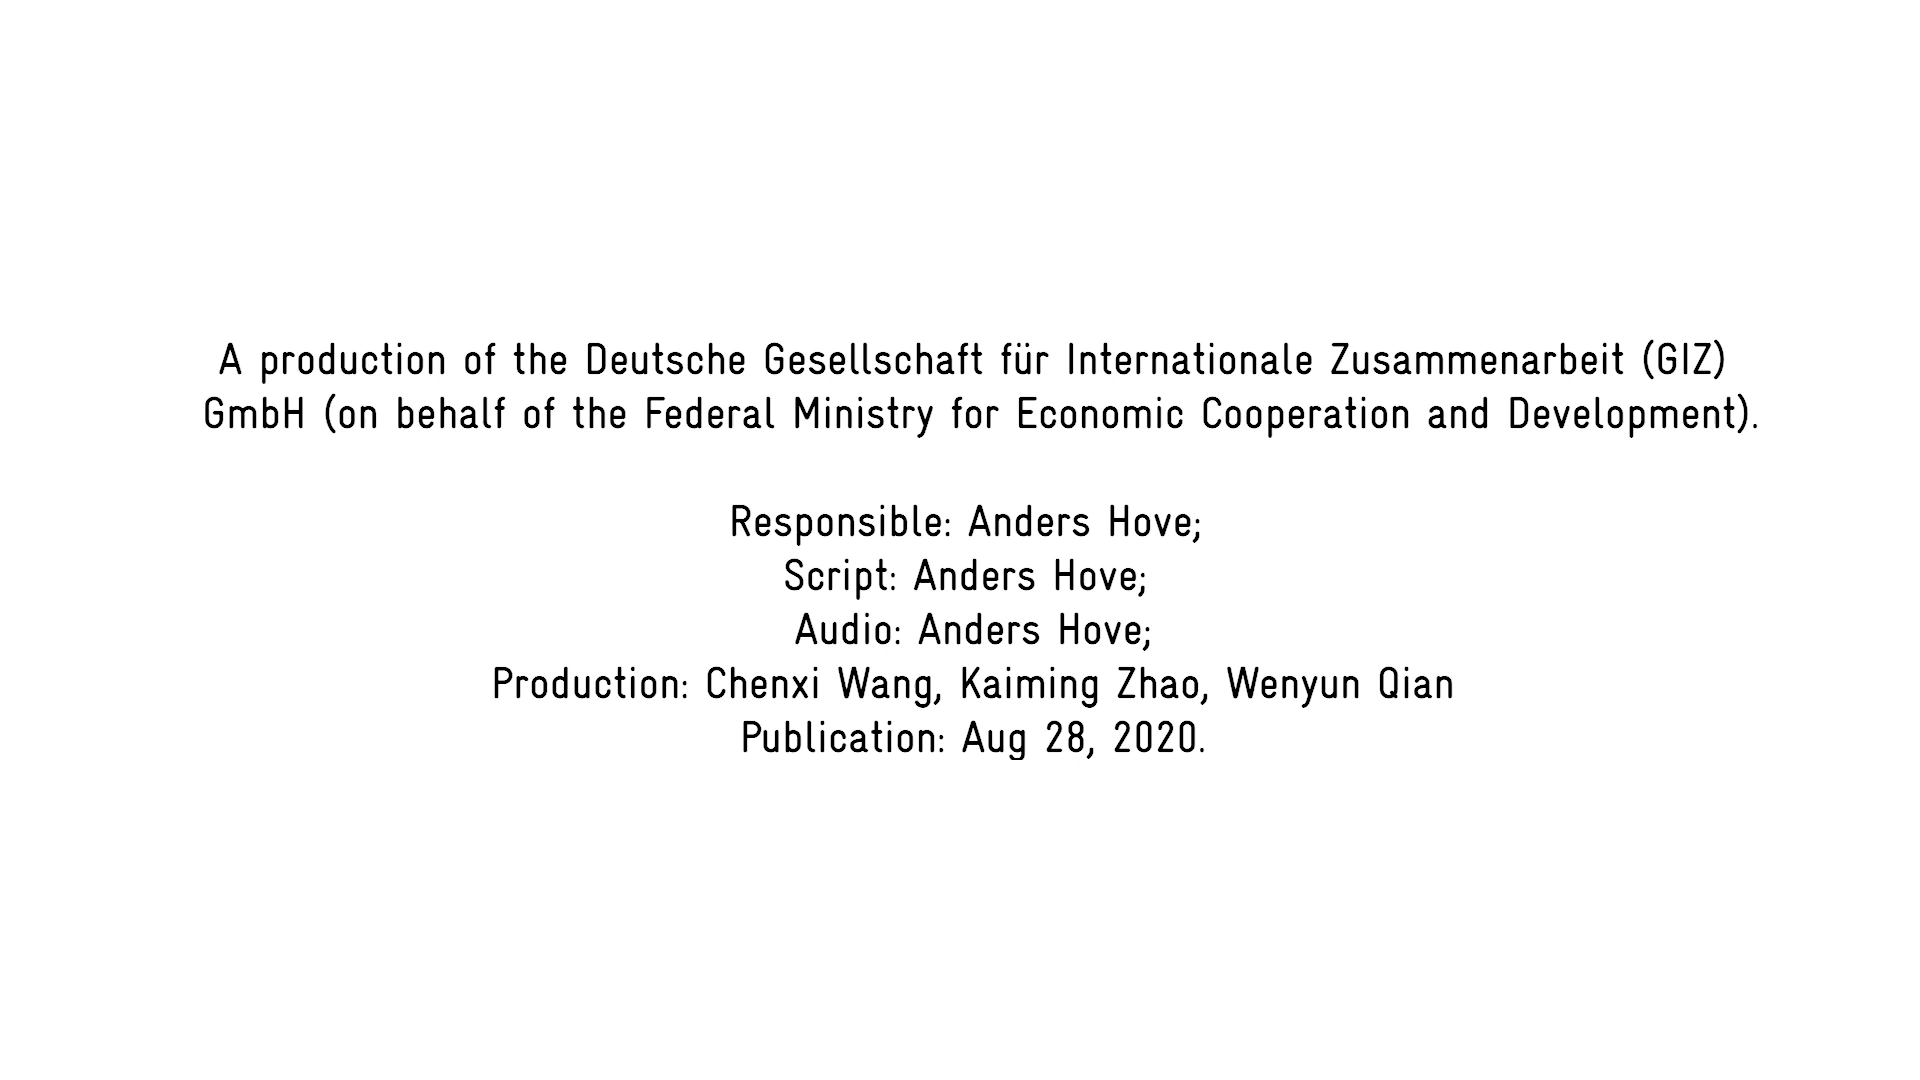 A production of the Deutsche Gesellschaft für Internationale Zusammenarbeit (GIZ)
GmbH (on behalf of the Federal Ministry for Economic Cooperation and Development).
Responsible: Anders Hove;
Script: Anders Hove;
Audio: Anders Hove;
Production: Chenxi Wang, Kaiming Zhao, Wenyun Qian
Publication: Aug 28, 2020.